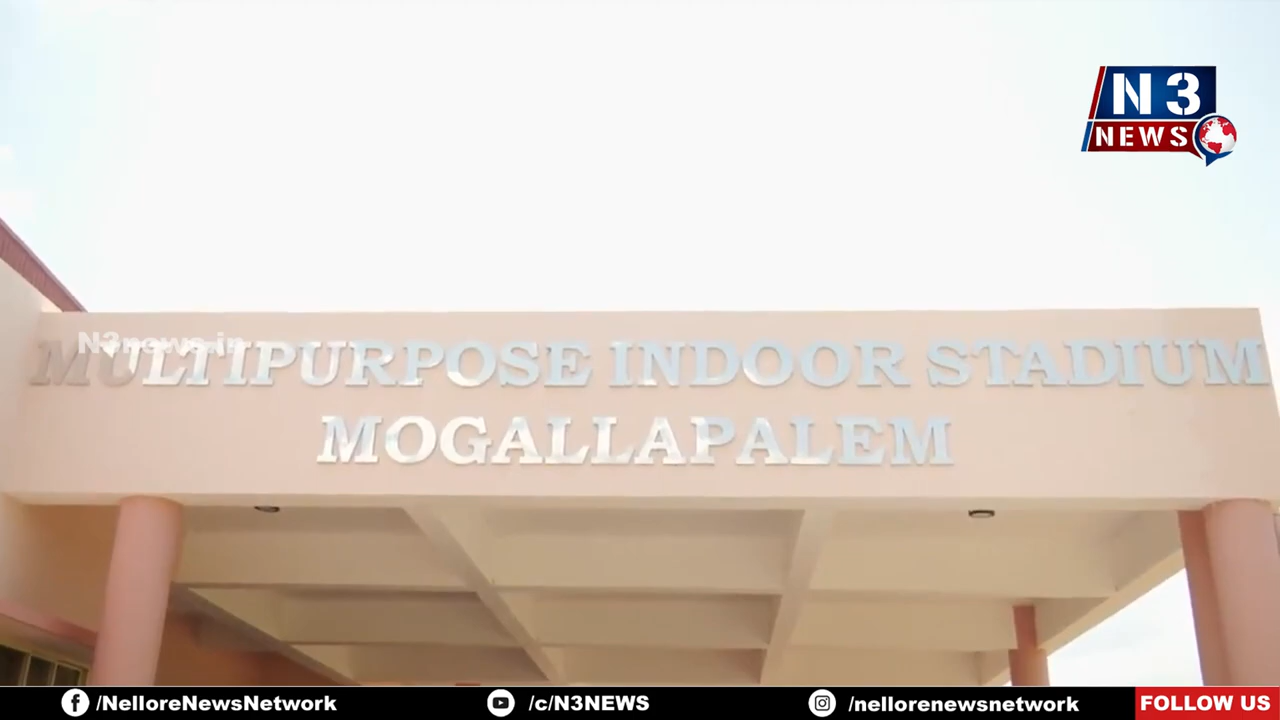 N3
NEWS
N3news.in
MULTIPURPOSE INDOOR STADIUM
MOGALLAPALEM
/NelloreNewsNetwork
/c/N3NEWS
/nellorenewsnetwork
FOLLOW US